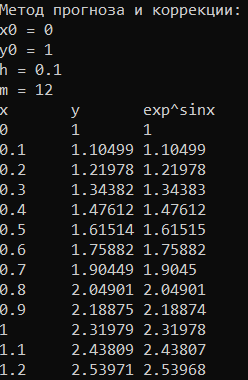 Метод прогноза и коррекции:
x0 = 0
y0 = 1
h = 0.1
m = 12
x y exp^sinx
0 1 1
0.1 1.10499 1.10499
0.2 1.21978 1.21978
0.3 1.34382 1.34383
0.4 1.47612 1.47612
0.5 1.61514 1.61515
0.6 1.75882 1.75882
0.7 1.90449 1.9045
0.8 2.04901 2.04901
0.9 2.18875 2.18874
1 2.31979 2.31978
1.1 2.43809 2.43807
1.2 2.53971 2.53968